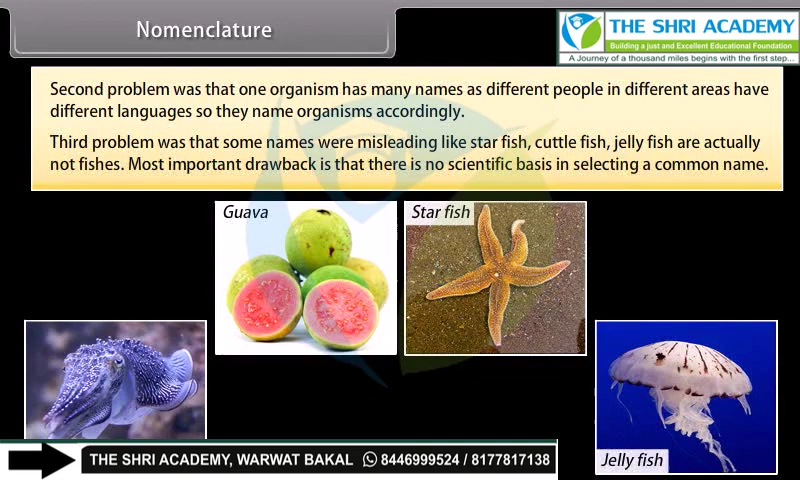 Nomenclature
THE SHRI ACADEMY
Building a just and Excellent Educational Foundation
A Journey of a thousand miles begins with the first step...
Second problem was that one organism has many names as different people in different areas have
different languages so they name organisms accordingly.
Third problem was that some names were misleading like star fish, cuttle fish, jelly fish are actually
not fishes. Most important drawback is that there is no scientific basis in selecting a common name.
Guava
Star fish
Jelly fish
THE SHRI ACADEMY, WARWAT BAKAL 8446999524 / 8177817138